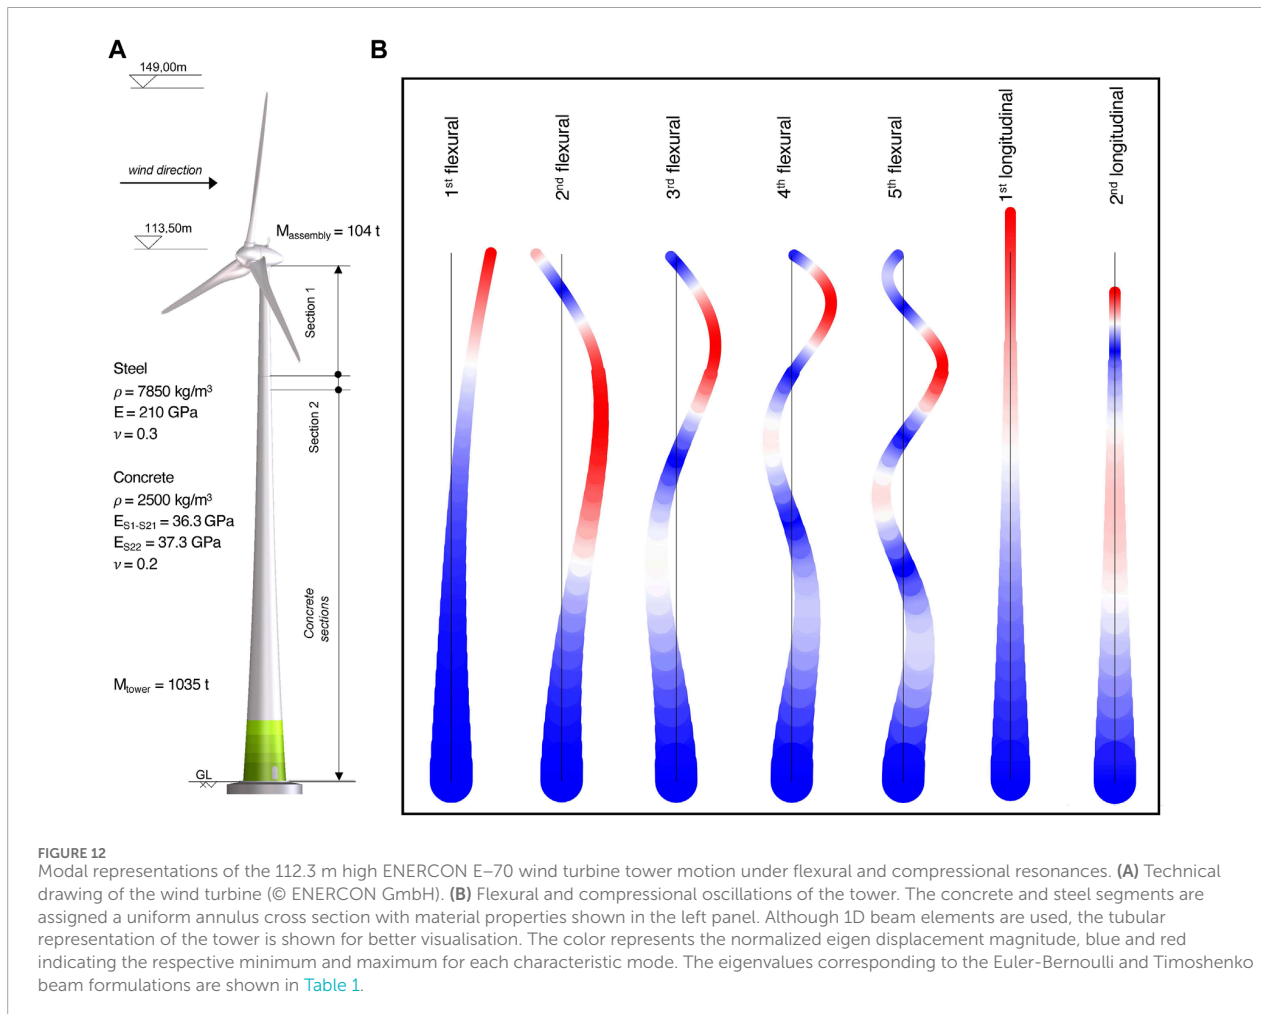 A
B
149,00m
wind direction
113.50m
M_assembly = 104 t
Section 1
Steel
ρ = 7850 kg/m³
E = 210 GPa
ν = 0.3
Section 2
Concrete
ρ = 2500 kg/m³
E_S1-S21 = 36.3 GPa
E_S22 = 37.3 GPa
ν = 0.2
Concrete
sections
M_tower = 1035 t
GL
1st flexural
2nd flexural
3rd flexural
4th flexural
5th flexural
1st longitudinal
2nd longitudinal
FIGURE 12
Modal representations of the 112.3 m high ENERCON E–70 wind turbine tower motion under flexural and compressional resonances. (A) Technical
drawing of the wind turbine (© ENERCON GmbH). (B) Flexural and compressional oscillations of the tower. The concrete and steel segments are
assigned a uniform annulus cross section with material properties shown in the left panel. Although 1D beam elements are used, the tubular
representation of the tower is shown for better visualisation. The color represents the normalized eigen displacement magnitude, blue and red
indicating the respective minimum and maximum for each characteristic mode. The eigenvalues corresponding to the Euler-Bernoulli and Timoshenko
beam formulations are shown in Table 1.